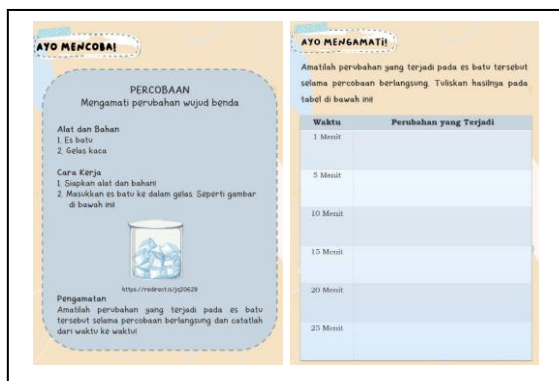 AYO MENCOBA!
PERCOBAAN
Mengamati perubahan wujud benda
Alat dan Bahan
1. Es batu
2. Gelas kaca
Cara Kerja
1. Siapkan alat dan bahan!
2. Masukkan es batu ke dalam gelas. Seperti gambar
di bawah ini!
https://redirect.is/jq20628
Pengamatan
Amatilah perubahan yang terjadi pada es batu
tersebut selama percobaan berlangsung dan catatlah
dari waktu ke waktu!
AYO MENGAMATI!
Amatilah perubahan yang terjadi pada es batu tersebut
selama percobaan berlangsung. Tuliskan hasilnya pada
tabel di bawah ini!
Waktu Perubahan yang Terjadi
1 Menit
5 Menit
10 Menit
15 Menit
20 Menit
25 Menit